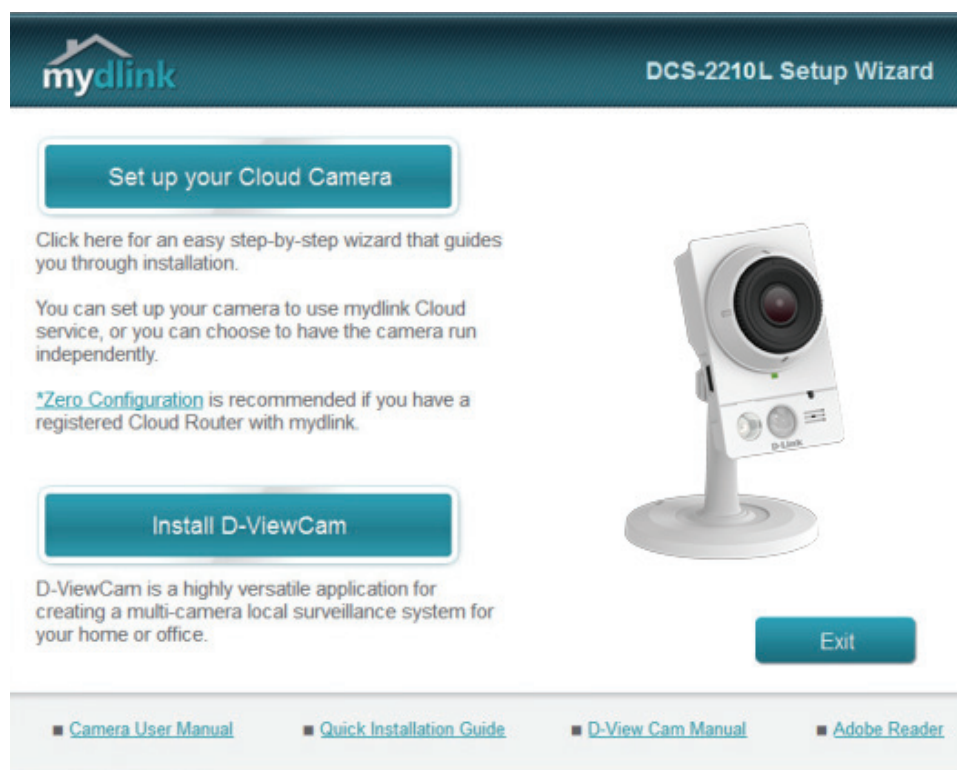 mydlink
DCS-2210L Setup Wizard
Set up your Cloud Camera
Click here for an easy step-by-step wizard that guides
you through installation.
You can set up your camera to use mydlink Cloud
service, or you can choose to have the camera run
independently.
*Zero Configuration is recommended if you have a
registered Cloud Router with mydlink.
D-Link
Install D-ViewCam
D-ViewCam is a highly versatile application for
creating a multi-camera local surveillance system for
your home or office.
Exit
■ Camera User Manual ■ Quick Installation Guide ■ D-View Cam Manual ■ Adobe Reader